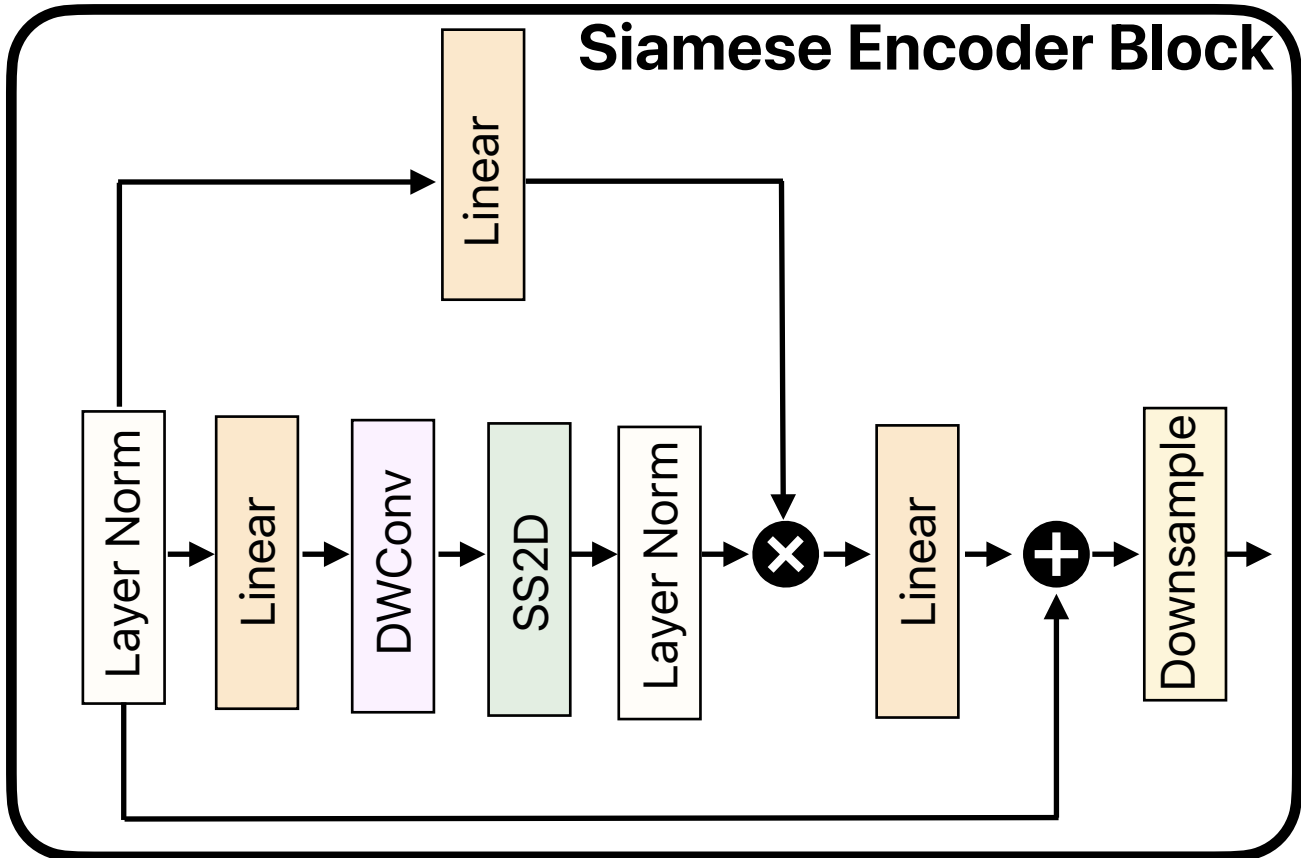 Siamese Encoder Block
Linear
Layer Norm
Linear
DWConv
SS2D
Layer Norm
Linear
Downsample